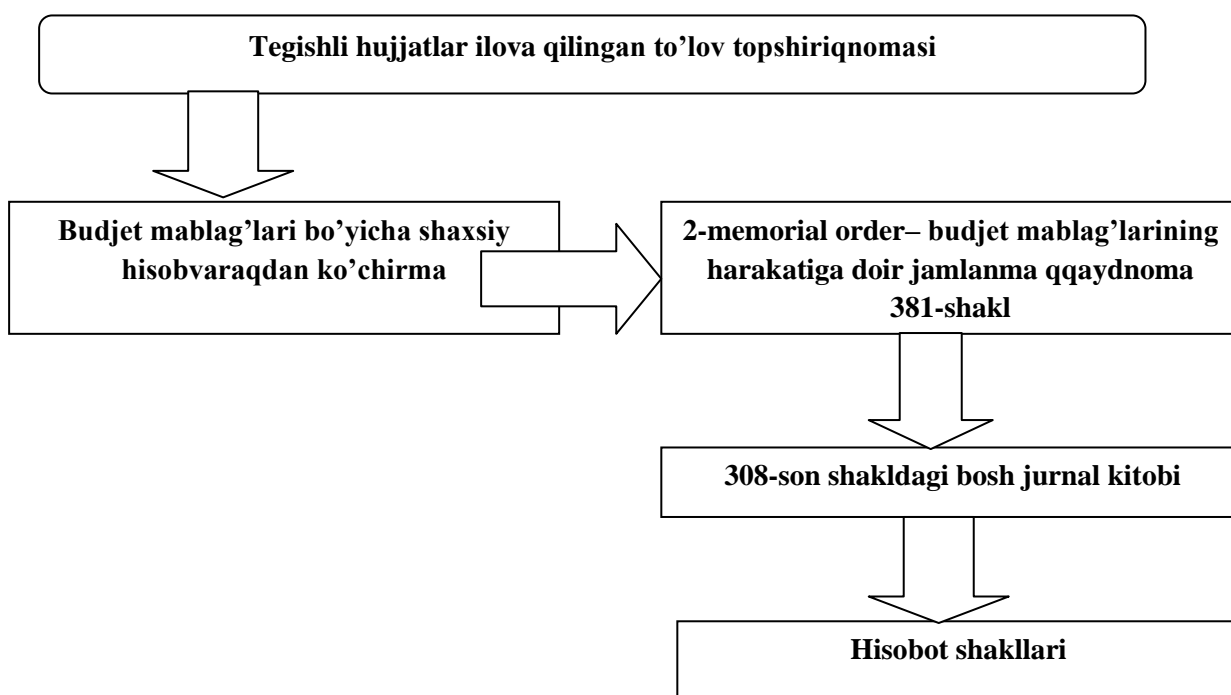 Tegishli hujjatlar ilova qilingan to’lov topshiriqnomasi
Budjet mablag’lari bo’yicha shaxsiy
hisobvaraqdan ko’chirma
2-memorial order– budjet mablag’larining
harakatiga doir jamlanma qqaydnoma
381-shakl
308-son shakldagi bosh jurnal kitobi
Hisobot shakllari